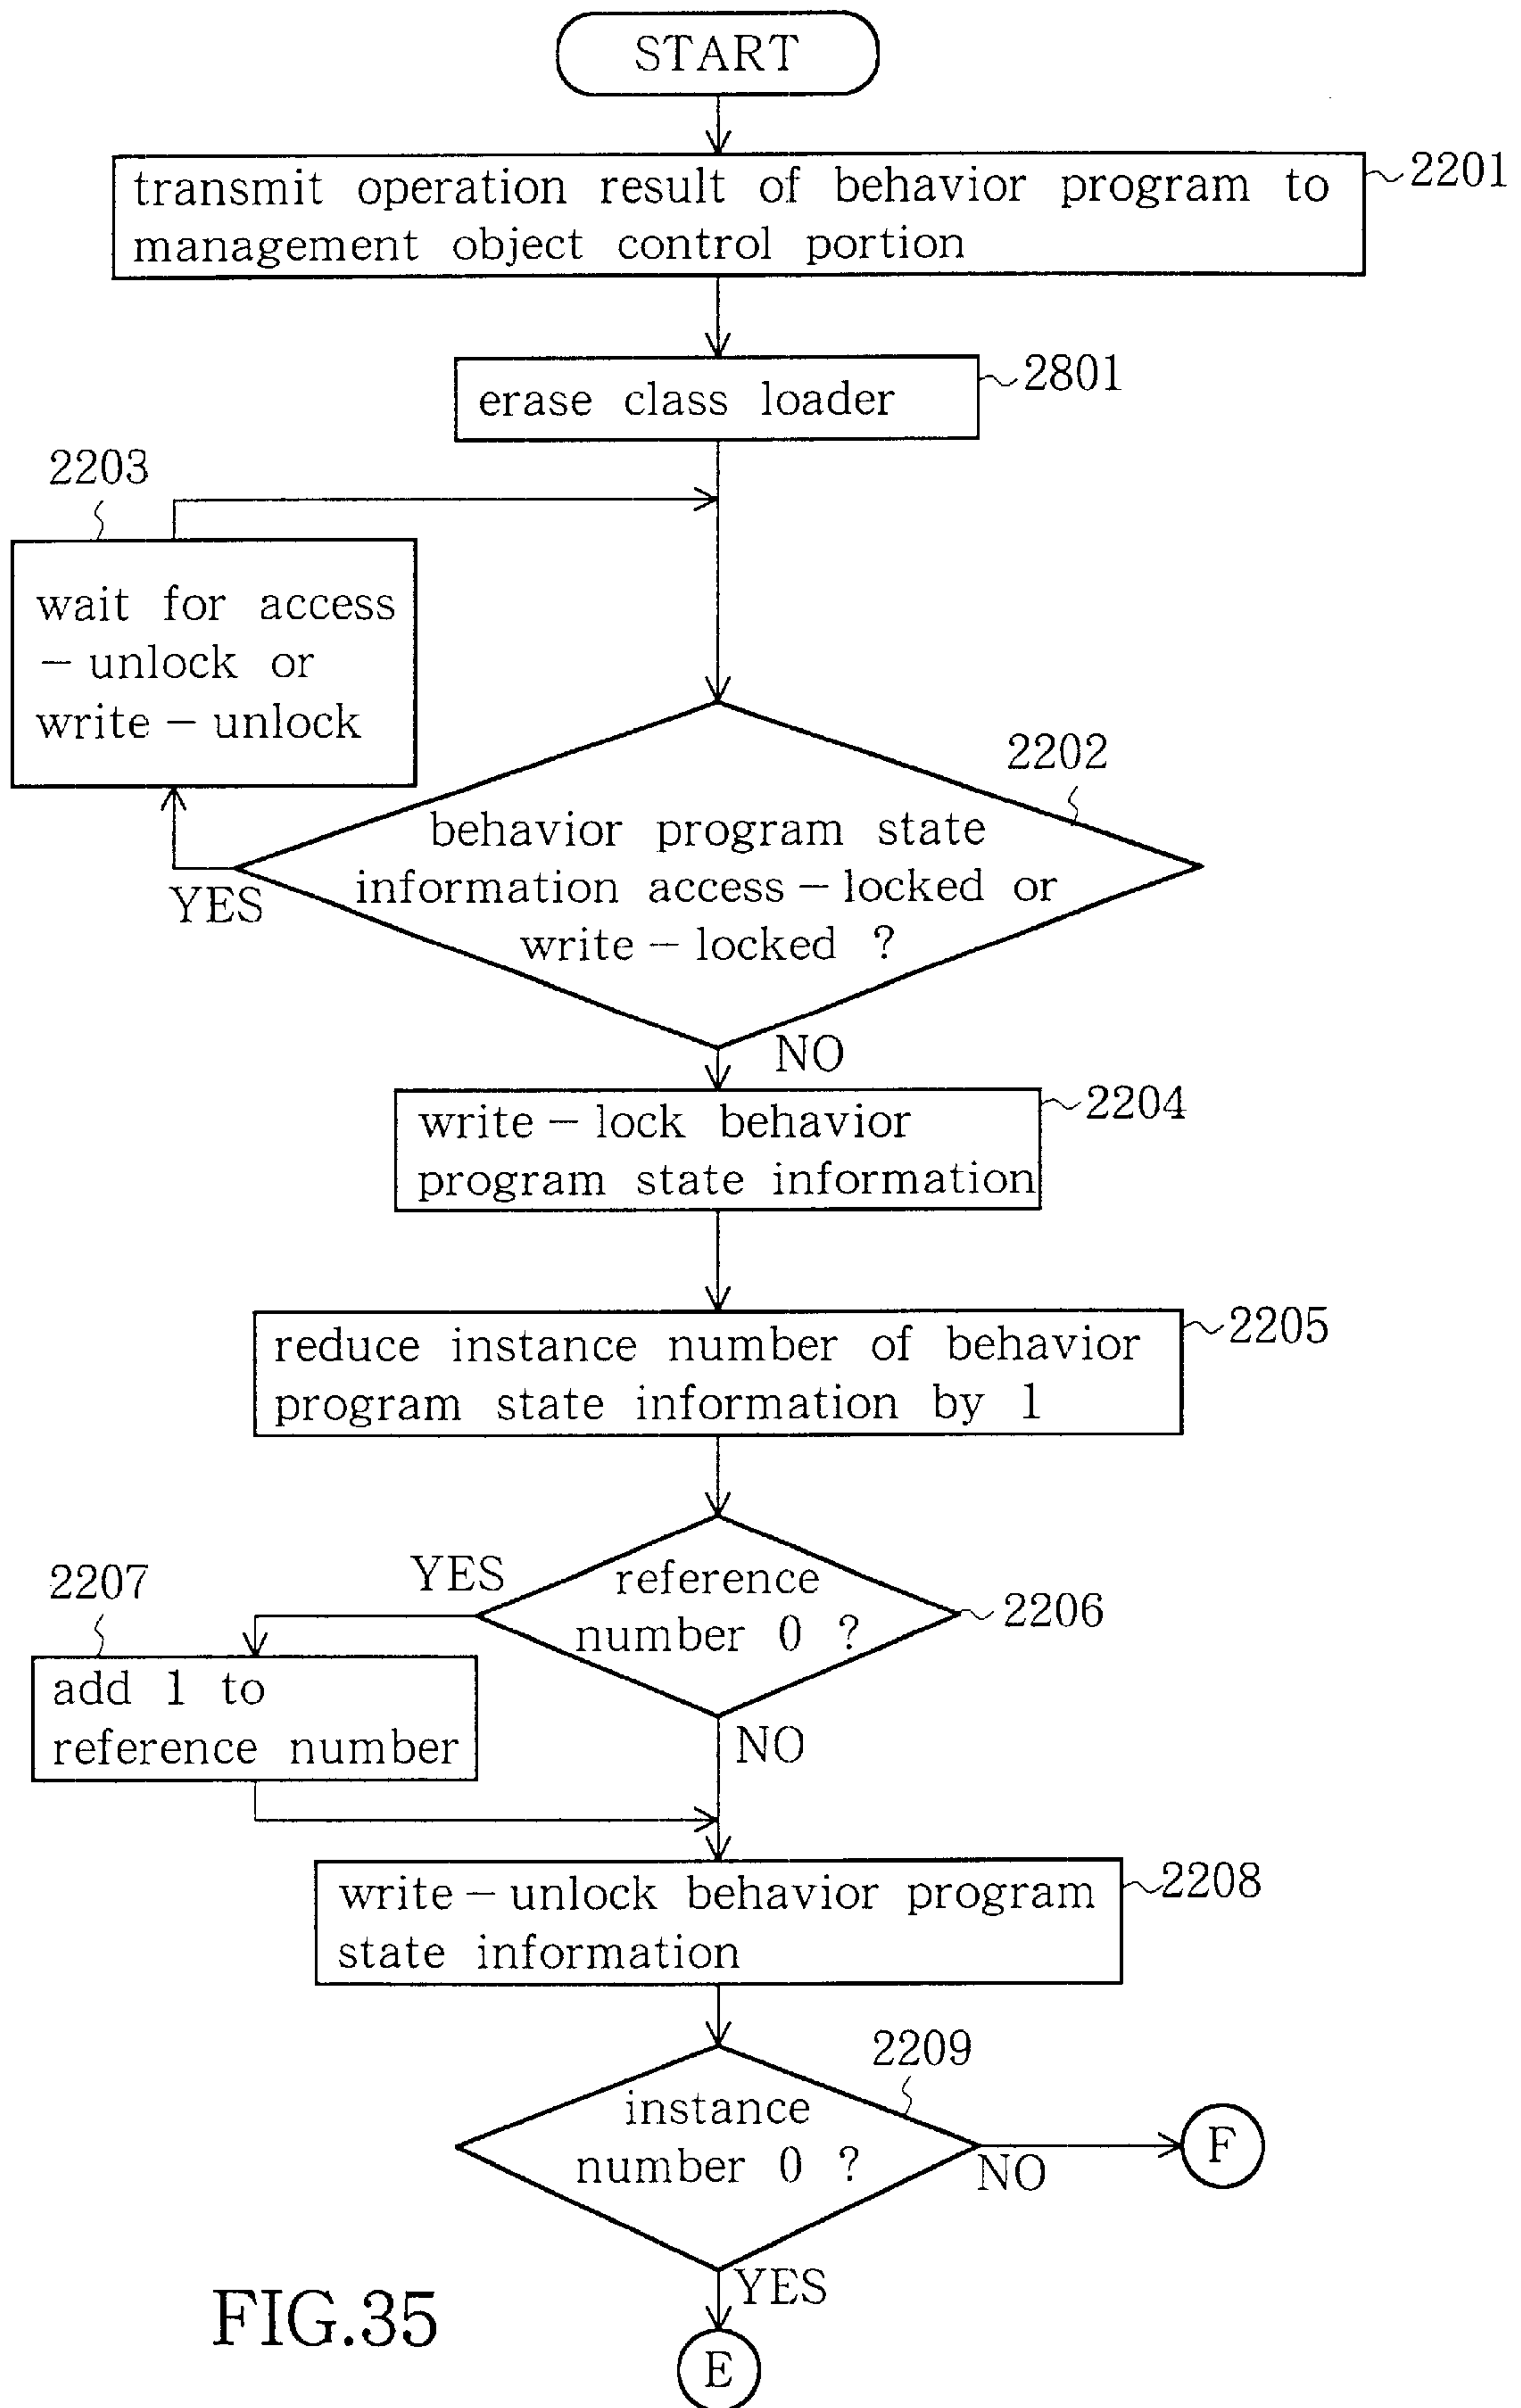 START
transmit operation result of behavior program to
management object control portion
2201
erase class loader
2801
2203
wait for access
－unlock or
write－unlock
2202
behavior program state
information access－locked or
write－locked ?
YES
NO
write－lock behavior
program state information
2204
reduce instance number of behavior
program state information by 1
2205
reference
number 0 ?
2206
YES
2207
add 1 to
reference number
NO
write－unlock behavior program
state information
2208
2209
instance
number 0 ?
NO
F
YES
E
FIG.35